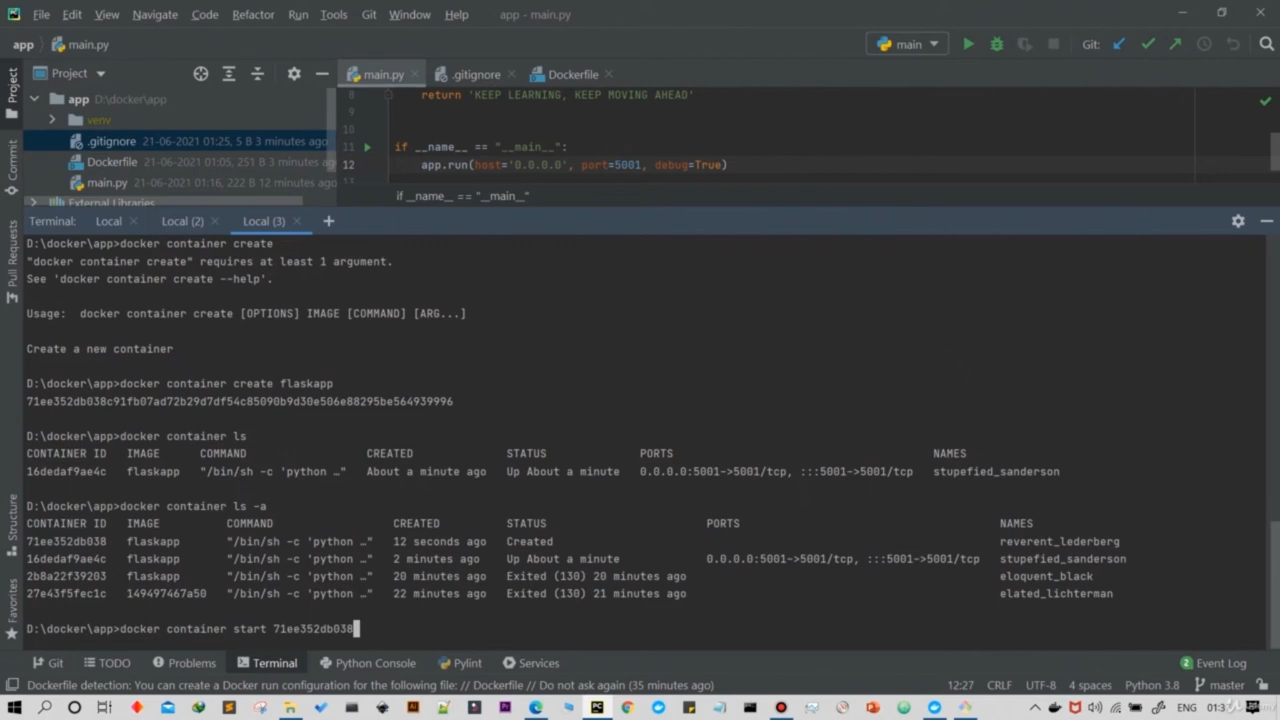 File Edit View Navigate Code Refactor Run Tools Git Window Help app - main.py
app main.py main Git:
Project main.py .gitignore Dockerfile
app D:\docker\app
venv
.gitignore 21-06-2021 01:25, 5 B 3 minutes ago
Dockerfile 21-06-2021 01:05, 251 B 3 minutes ago
main.py 21-06-2021 01:16, 222 B 12 minutes ago
External Libraries
8 return 'KEEP LEARNING, KEEP MOVING AHEAD'
9
10
11 if __name__ == "__main__":
12 app.run(host='0.0.0.0', port=5001, debug=True)
13
if __name__ == "__main__"
Project
Commit
Pull Requests
Structure
Favorites
Terminal: Local Local (2) Local (3)
D:\docker\app>docker container create
"docker container create" requires at least 1 argument.
See 'docker container create --help'.
Usage: docker container create [OPTIONS] IMAGE [COMMAND] [ARG...]
Create a new container
D:\docker\app>docker container create flaskapp
71ee352db038c91fb07ad72b29d7df54c85090b9d30e506e88295be564939996
D:\docker\app>docker container ls
CONTAINER ID IMAGE COMMAND CREATED STATUS PORTS NAMES
16dedaf9ae4c flaskapp "/bin/sh -c 'python …" About a minute ago Up About a minute 0.0.0.0:5001->5001/tcp, :::5001->5001/tcp stupefied_sanderson
D:\docker\app>docker container ls -a
CONTAINER ID IMAGE COMMAND CREATED STATUS PORTS NAMES
71ee352db038 flaskapp "/bin/sh -c 'python …" 12 seconds ago Created reverent_lederberg
16dedaf9ae4c flaskapp "/bin/sh -c 'python …" 2 minutes ago Up About a minute 0.0.0.0:5001->5001/tcp, :::5001->5001/tcp stupefied_sanderson
2b8a22f39203 flaskapp "/bin/sh -c 'python …" 20 minutes ago Exited (130) 20 minutes ago eloquent_black
27e43f5fec1c 149497467a50 "/bin/sh -c 'python …" 22 minutes ago Exited (130) 21 minutes ago elated_lichterman
D:\docker\app>docker container start 71ee352db038
Git TODO Problems Terminal Python Console Pylint Services 2 Event Log
Dockerfile detection: You can create a Docker run configuration for the following file: // Dockerfile // Do not ask again (35 minutes ago) 12:27 CRLF UTF-8 4 spaces Python 3.8 master
ENG